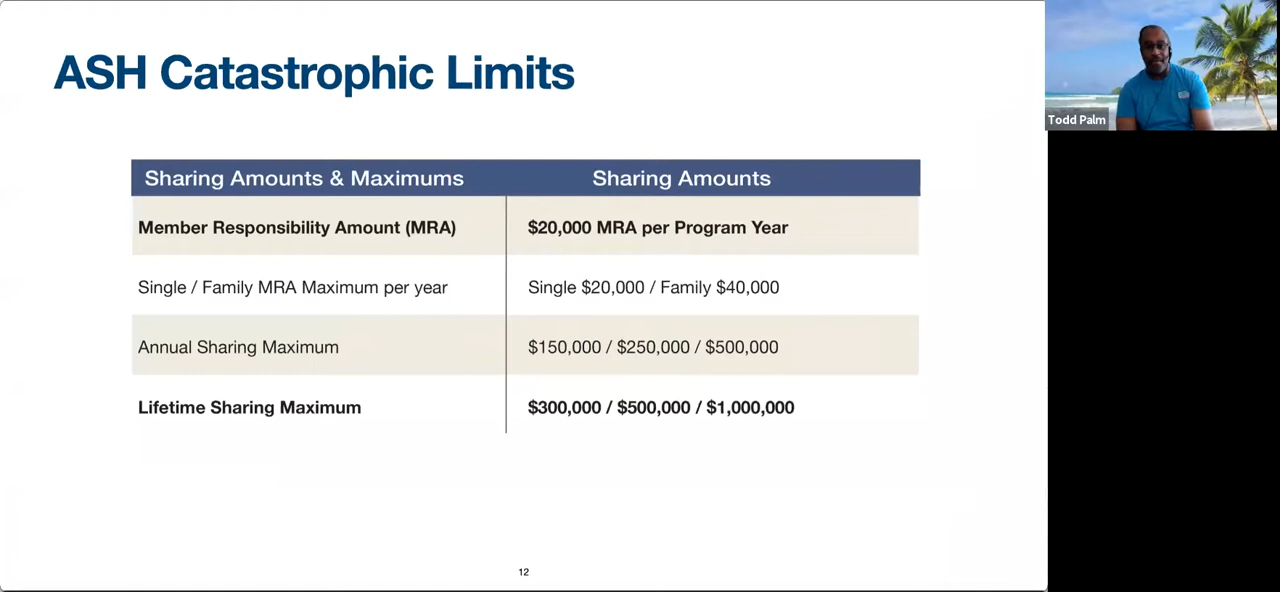 ASH Catastrophic Limits
Sharing Amounts & Maximums
Sharing Amounts
Member Responsibility Amount (MRA)
$20,000 MRA per Program Year
Single / Family MRA Maximum per year
Single $20,000 / Family $40,000
Annual Sharing Maximum
$150,000 / $250,000 / $500,000
Lifetime Sharing Maximum
$300,000 / $500,000 / $1,000,000
12
Todd Palm